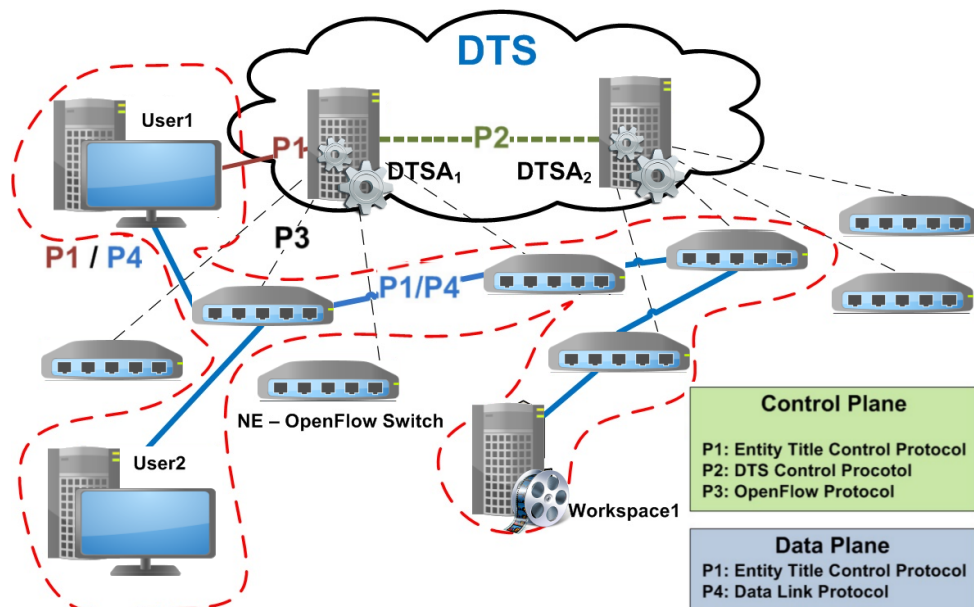 DTS
User1
P1
P2
DTSA1
DTSA2
P1 / P4
P3
P1/P4
NE – OpenFlow Switch
User2
Workspace1
Control Plane
P1: Entity Title Control Protocol
P2: DTS Control Procotol
P3: OpenFlow Protocol
Data Plane
P1: Entity Title Control Protocol
P4: Data Link Protocol